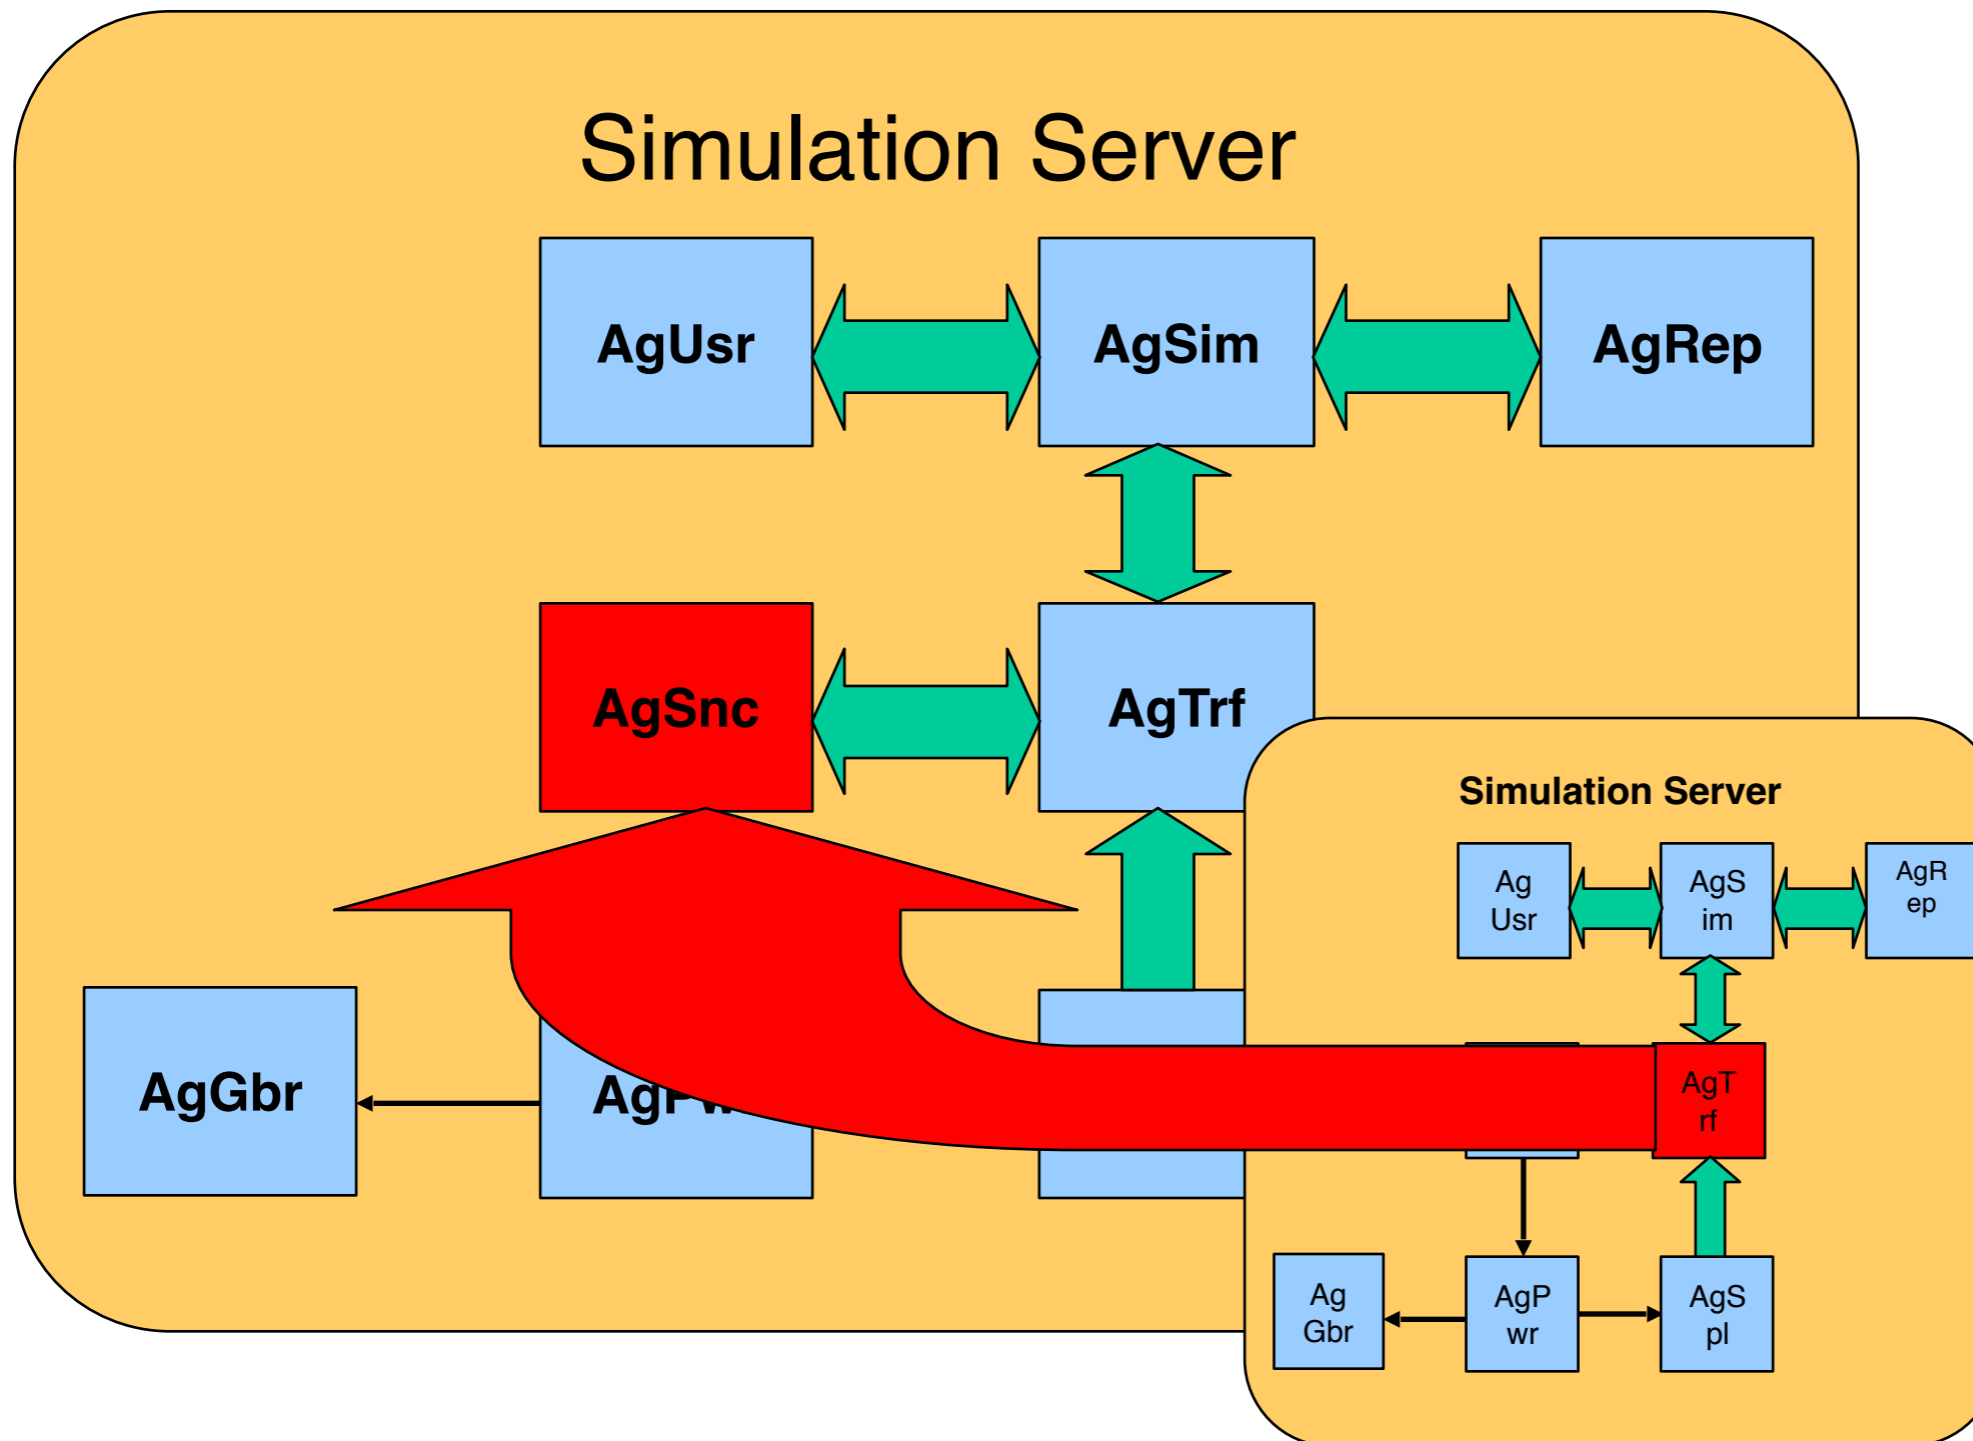 Simulation Server
AgUsr
AgSim
AgRep
AgSnc
AgTrf
AgGbr
Simulation Server
Ag
Usr
AgS
im
AgR
ep
AgT
rf
Ag
Gbr
AgP
wr
AgS
pl